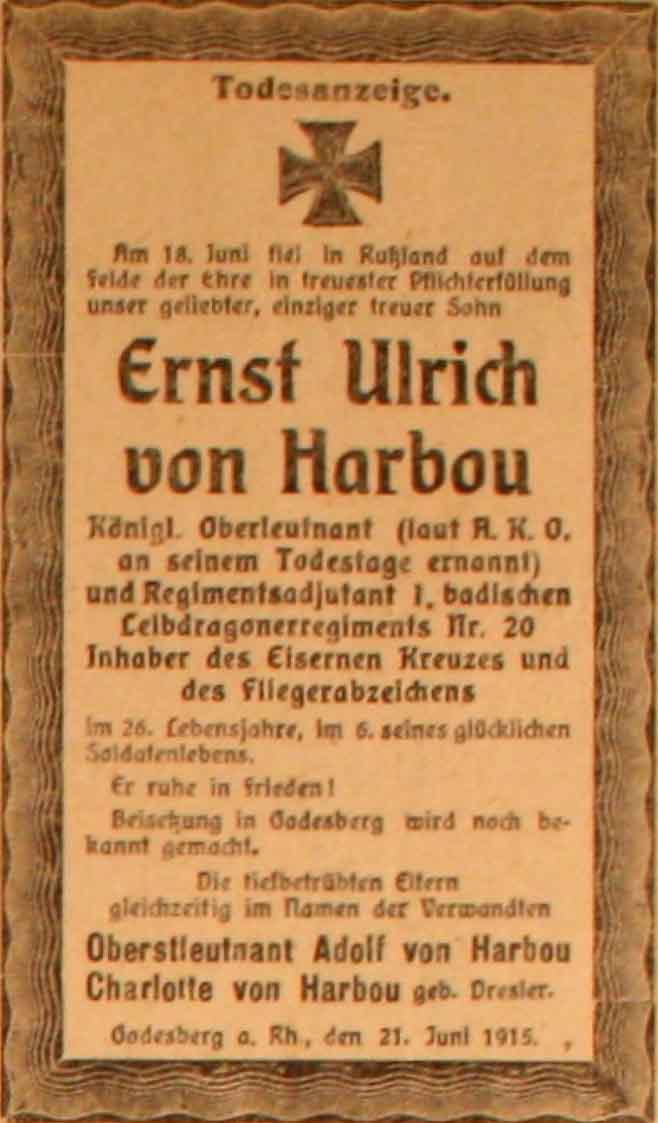 Todesanzeige.
Am 18. Juni fiel in Rußland auf dem
Felde der Ehre in treuester Pflichterfüllung
unser geliebter, einziger treuer Sohn
Ernst Ulrich
von Harbou
Königl. Oberleutnant (laut A. K. O.
an seinem Todestage ernannt)
und Regimentsadjutant 1. badischen
Leibdragonerregiments Nr. 20
Inhaber des Eisernen Kreuzes und
des Fliegerabzeichens
im 26. Lebensjahre, im 6. seines glücklichen
Soldatenlebens.
Er ruhe in Frieden!
Beisetzung in Godesberg wird noch be-
kannt gemacht.
Die tiefbetrübten Eltern
gleichzeitig im Namen der Verwandten
Oberstleutnant Adolf von Harbou
Charlotte von Harbou geb. Dresler.
Godesberg a. Rh., den 21. Juni 1915.